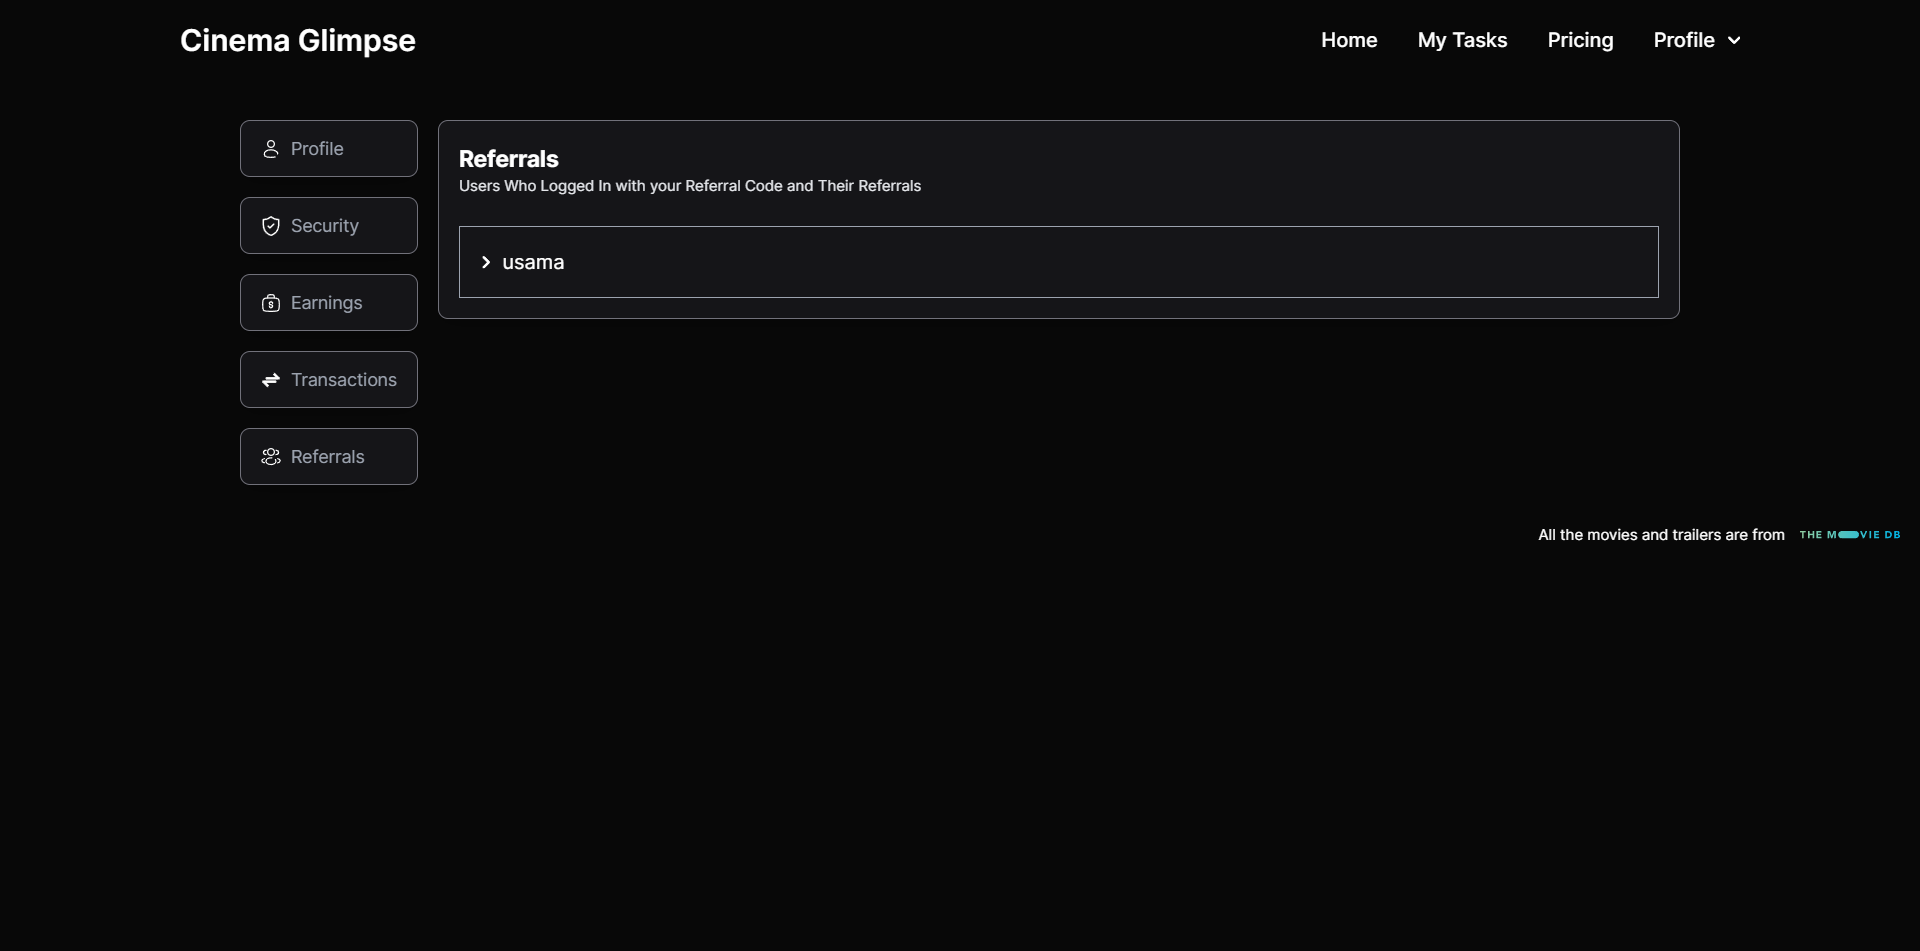 Cinema Glimpse
Home
My Tasks
Pricing
Profile
Profile
Security
Earnings
Transactions
Referrals
Referrals
Users Who Logged In with your Referral Code and Their Referrals
usama
All the movies and trailers are from
THE MOVIE DB